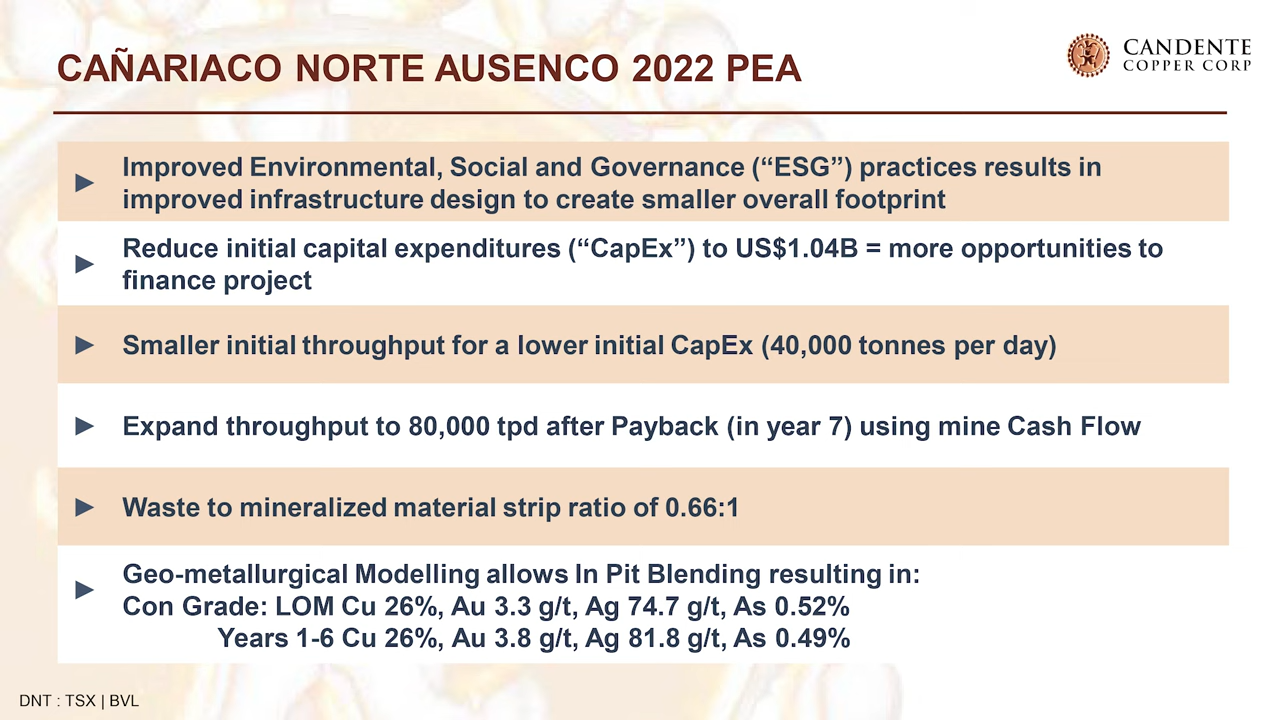 CAÑARIACO NORTE AUSENCO 2022 PEA
CANDENTE
COPPER CORP
► Improved Environmental, Social and Governance (“ESG”) practices results in
improved infrastructure design to create smaller overall footprint
► Reduce initial capital expenditures (“CapEx”) to US$1.04B = more opportunities to
finance project
► Smaller initial throughput for a lower initial CapEx (40,000 tonnes per day)
► Expand throughput to 80,000 tpd after Payback (in year 7) using mine Cash Flow
► Waste to mineralized material strip ratio of 0.66:1
► Geo-metallurgical Modelling allows In Pit Blending resulting in:
Con Grade: LOM Cu 26%, Au 3.3 g/t, Ag 74.7 g/t, As 0.52%
Years 1-6 Cu 26%, Au 3.8 g/t, Ag 81.8 g/t, As 0.49%
DNT : TSX | BVL